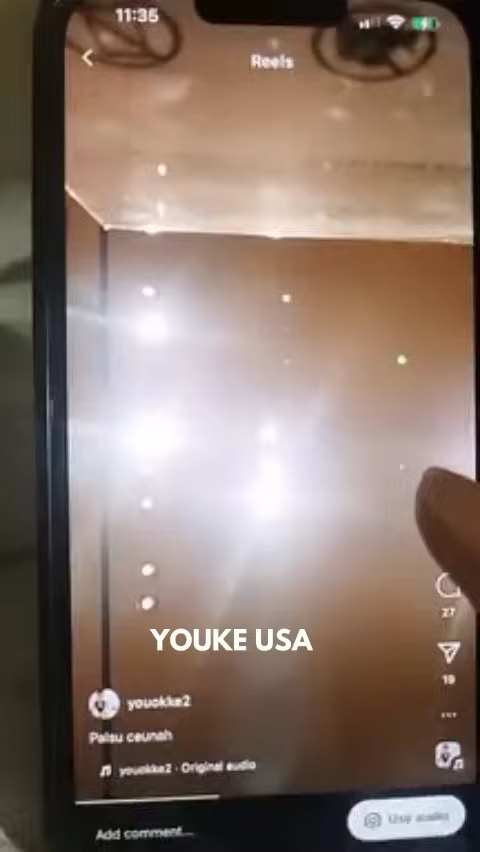 11:35
Reels
27
YOUKE USA
19
youokke2
Palsu ceunah
youokke2 · Original audio
Add comment...
Use audio